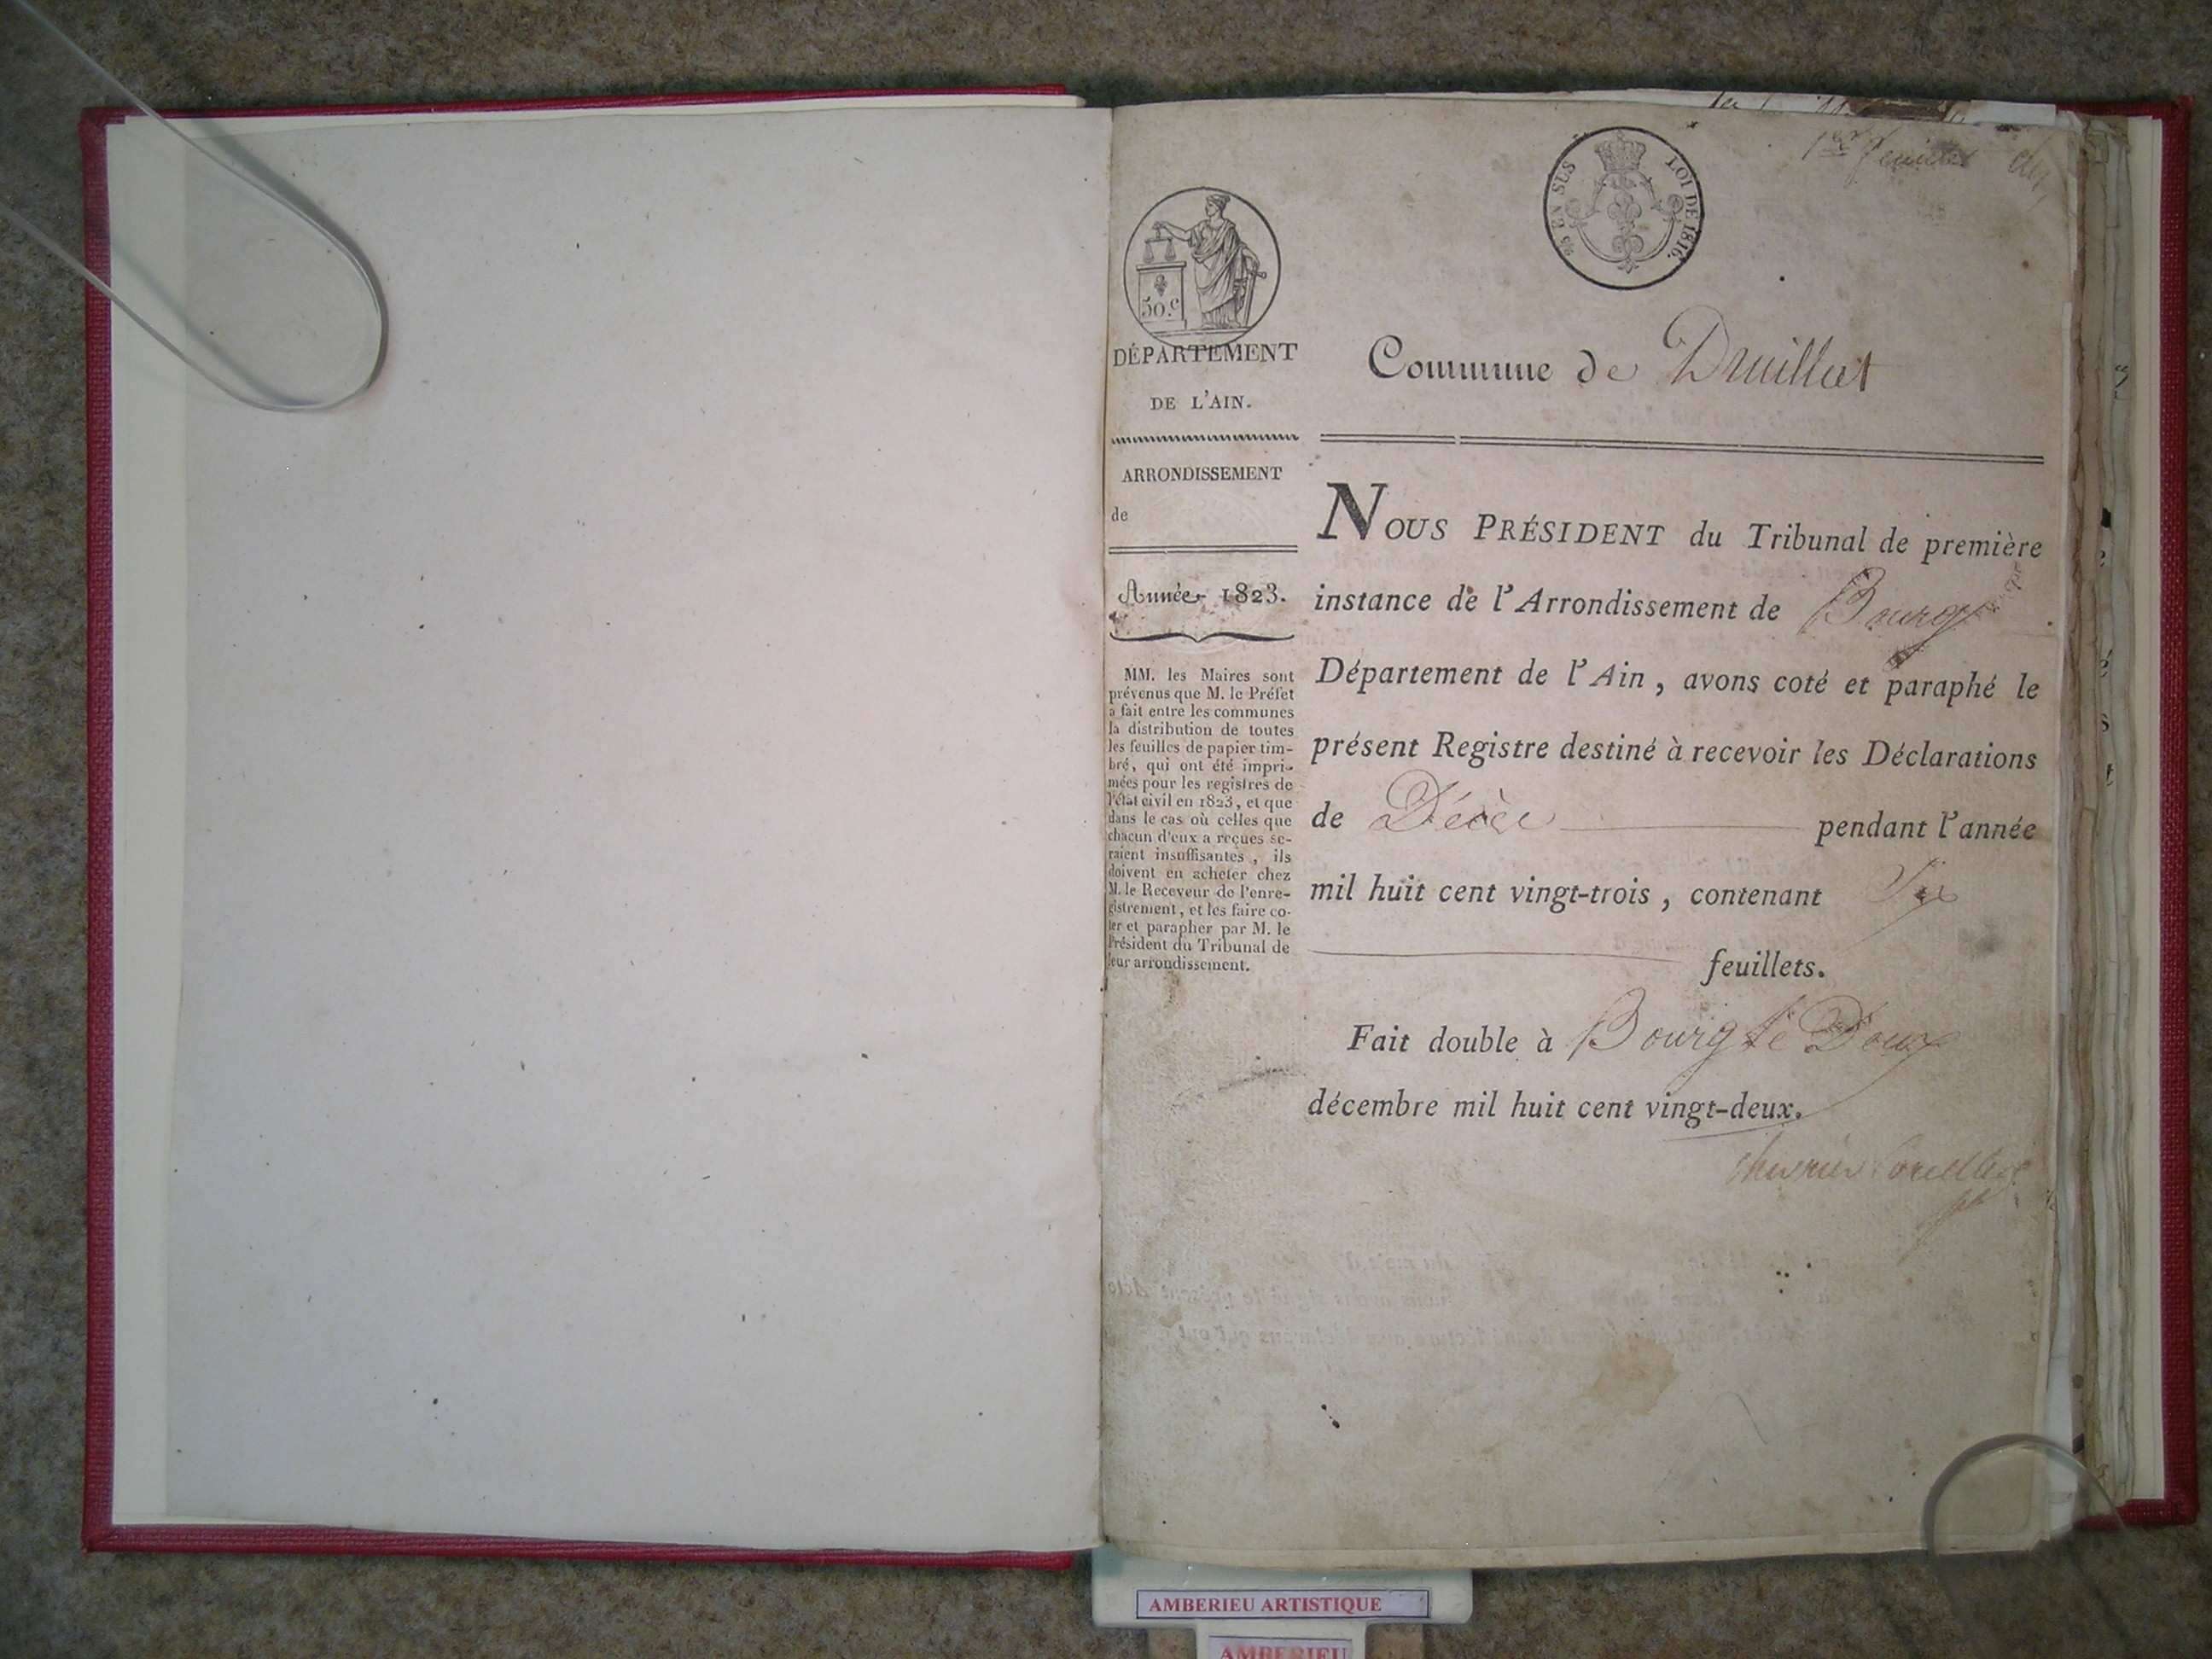 1er feuillet
25 EN SUS
LOI DE 1816.
50.c
DÉPARTEMENT
DE L'AIN.
ARRONDISSEMENT
de
Année 1823.
MM. les Maires sont
prévenus que M. le Préfet
a fait entre les communes
la distribution de toutes
les feuilles de papier tim-
bré, qui ont été impri-
mées pour les registres de
l'état civil en 1823, et que
dans le cas où celles que
chacun d'eux a reçues se-
raient insuffisantes, ils
doivent en acheter chez
M. le Receveur de l'enre-
gistrement, et les faire co-
ter et parapher par M. le
Président du Tribunal de
leur arrondissement.
Commune de Druillat
NOUS PRÉSIDENT du Tribunal de première
instance de l'Arrondissement de Bourg
Département de l'Ain, avons coté et paraphé le
présent Registre destiné à recevoir les Déclarations
de Décès pendant l'année
mil huit cent vingt-trois, contenant Six
feuillets.
Fait double à Bourg le Deux
décembre mil huit cent vingt-deux.
AMBERIEU ARTISTIQUE
AMBERIEU